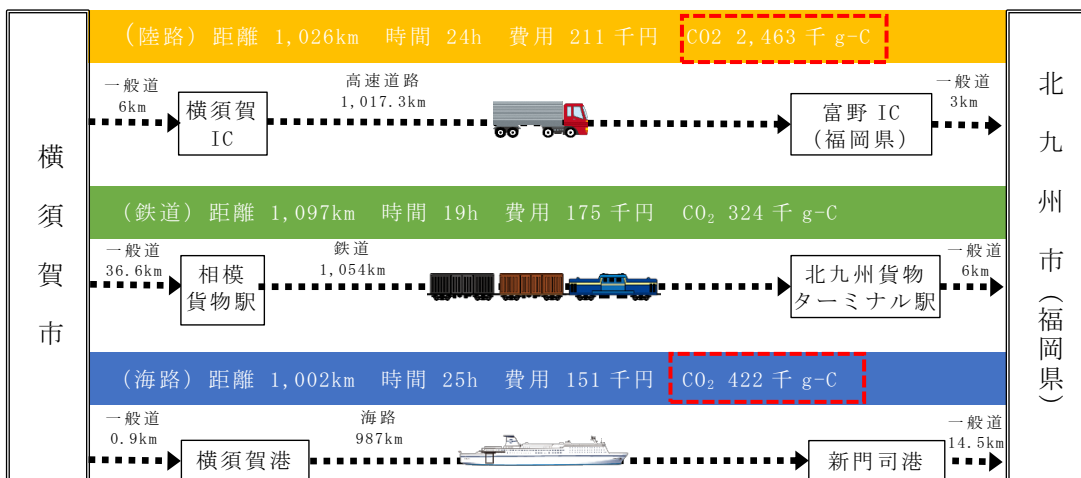 横須賀市
(陸路) 距離 1,026km 時間 24h 費用 211 千円 CO2 2,463 千 g-C
一般道
6km
横須賀
IC
高速道路
1,017.3km
富野 IC
(福岡県)
一般道
3km
(鉄道) 距離 1,097km 時間 19h 費用 175 千円 CO₂ 324 千 g-C
一般道
36.6km
相模
貨物駅
鉄道
1,054km
北九州貨物
ターミナル駅
一般道
6km
(海路) 距離 1,002km 時間 25h 費用 151 千円 CO₂ 422 千 g-C
一般道
0.9km
横須賀港
海路
987km
新門司港
一般道
14.5km
北九州市(福岡県)